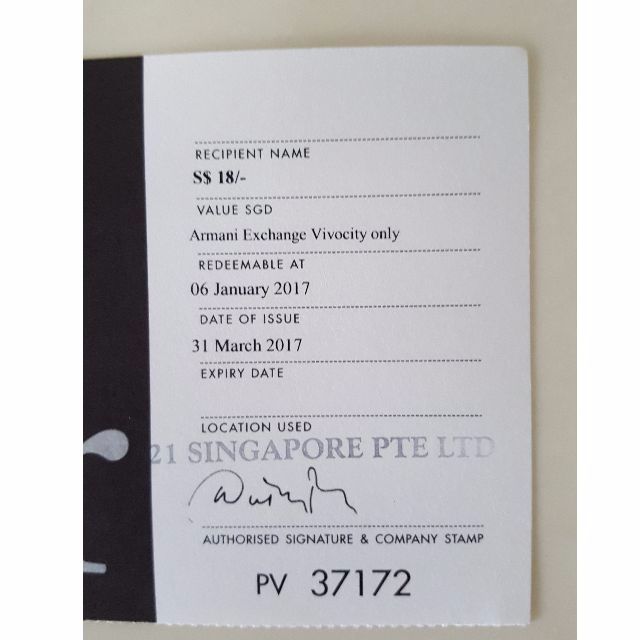 RECIPIENT NAME
S$ 18/-
VALUE SGD
Armani Exchange Vivocity only
REDEEMABLE AT
06 January 2017
DATE OF ISSUE
31 March 2017
EXPIRY DATE
LOCATION USED
21 SINGAPORE PTE LTD
AUTHORISED SIGNATURE & COMPANY STAMP
PV 37172